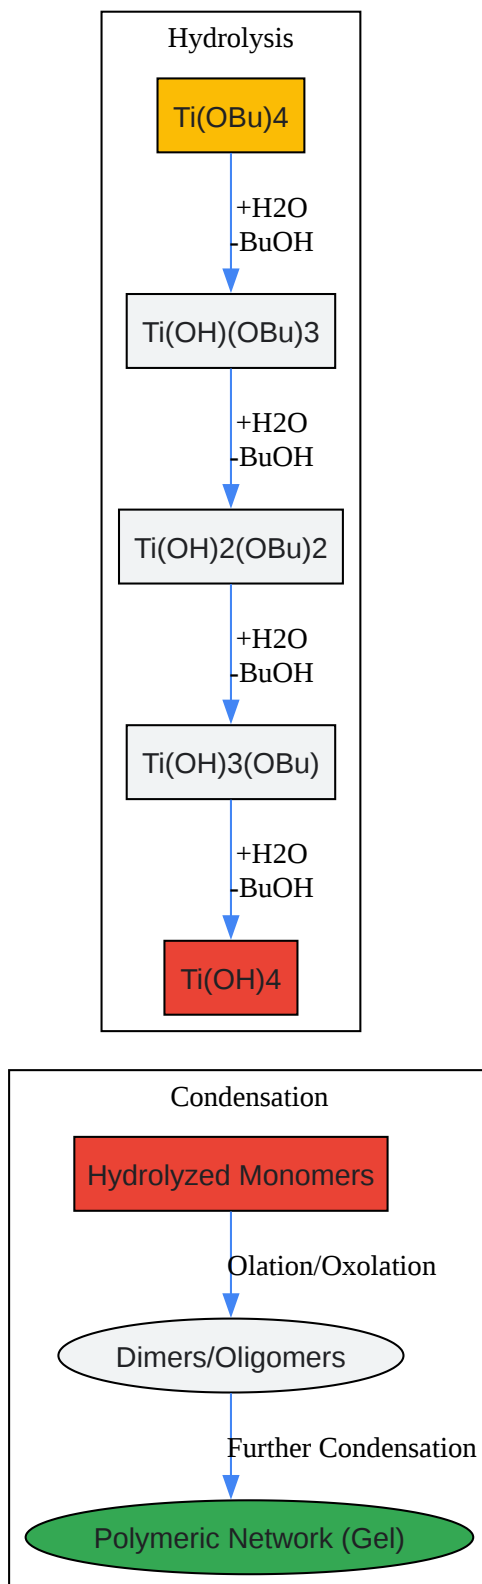 Hydrolysis
Ti(OBu)4
+H2O
-BuOH
Ti(OH)(OBu)3
+H2O
-BuOH
Ti(OH)2(OBu)2
+H2O
-BuOH
Ti(OH)3(OBu)
+H2O
-BuOH
Ti(OH)4
Condensation
Hydrolyzed Monomers
Olation/Oxolation
Dimers/Oligomers
Further Condensation
Polymeric Network (Gel)